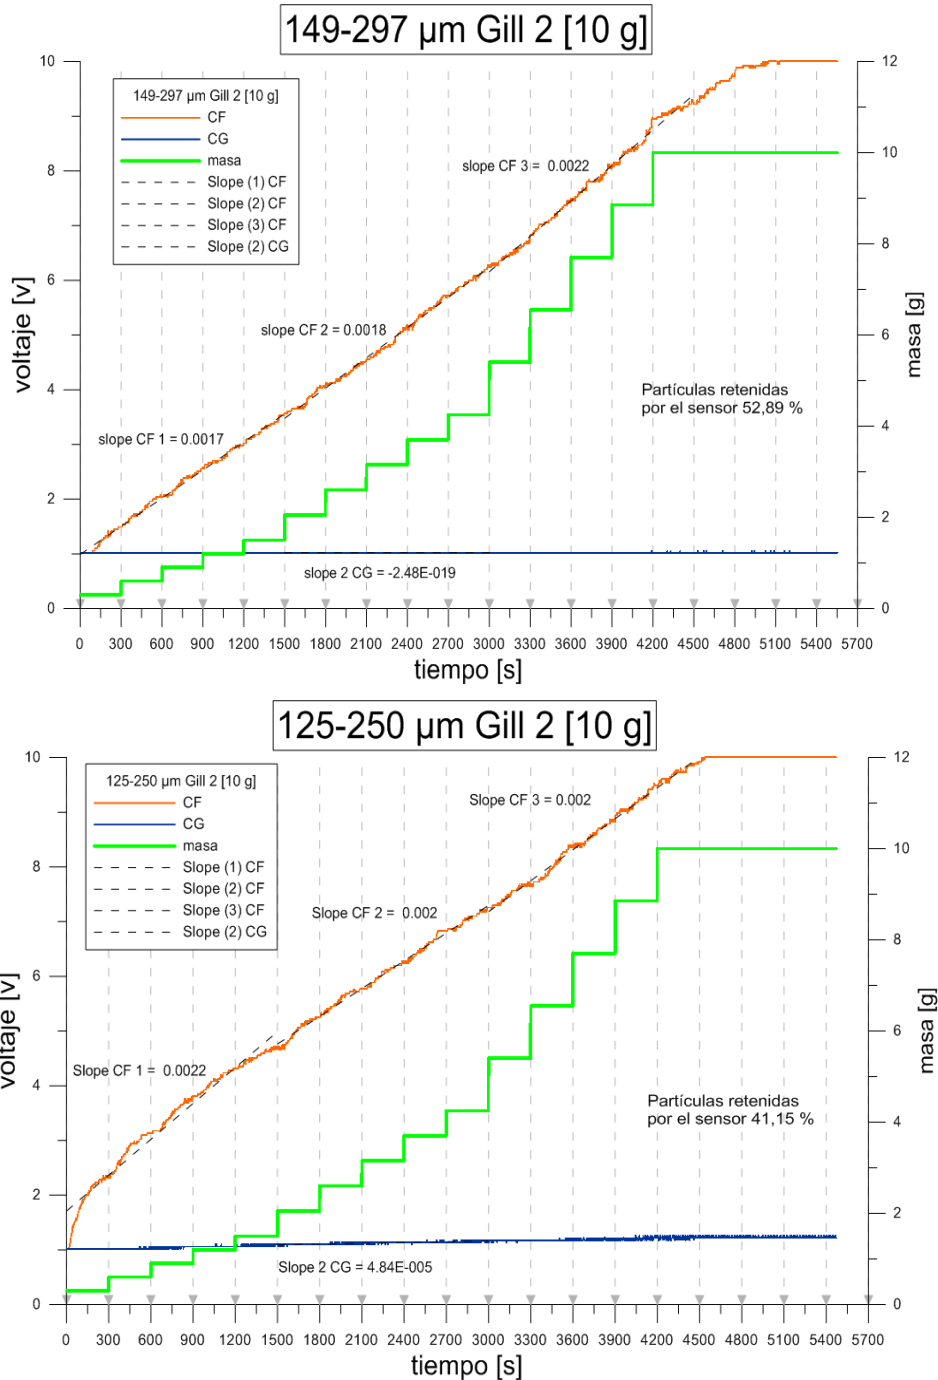 149-297 µm Gill 2 [10 g]
10
12
149-297 µm Gill 2 [10 g]
CF
CG
masa
Slope (1) CF
Slope (2) CF
Slope (3) CF
Slope (2) CG
slope CF 3 = 0.0022
10
8
8
voltaje [v]
masa [g]
6
slope CF 2 = 0.0018
6
4
Partículas retenidas
por el sensor 52,89 %
slope CF 1 = 0.0017
4
2
2
slope 2 CG = -2.48E-019
0
0
0 300 600 900 1200 1500 1800 2100 2400 2700 3000 3300 3600 3900 4200 4500 4800 5100 5400 5700
tiempo [s]
125-250 µm Gill 2 [10 g]
10
12
125-250 µm Gill 2 [10 g]
CF
CG
masa
Slope (1) CF
Slope (2) CF
Slope (3) CF
Slope (2) CG
Slope CF 3 = 0.002
10
8
Slope CF 2 = 0.002
8
voltaje [v]
masa [g]
6
6
Slope CF 1 = 0.0022
4
Partículas retenidas
por el sensor 41,15 %
4
2
2
Slope 2 CG = 4.84E-005
0
0
0 300 600 900 1200 1500 1800 2100 2400 2700 3000 3300 3600 3900 4200 4500 4800 5100 5400 5700
tiempo [s]